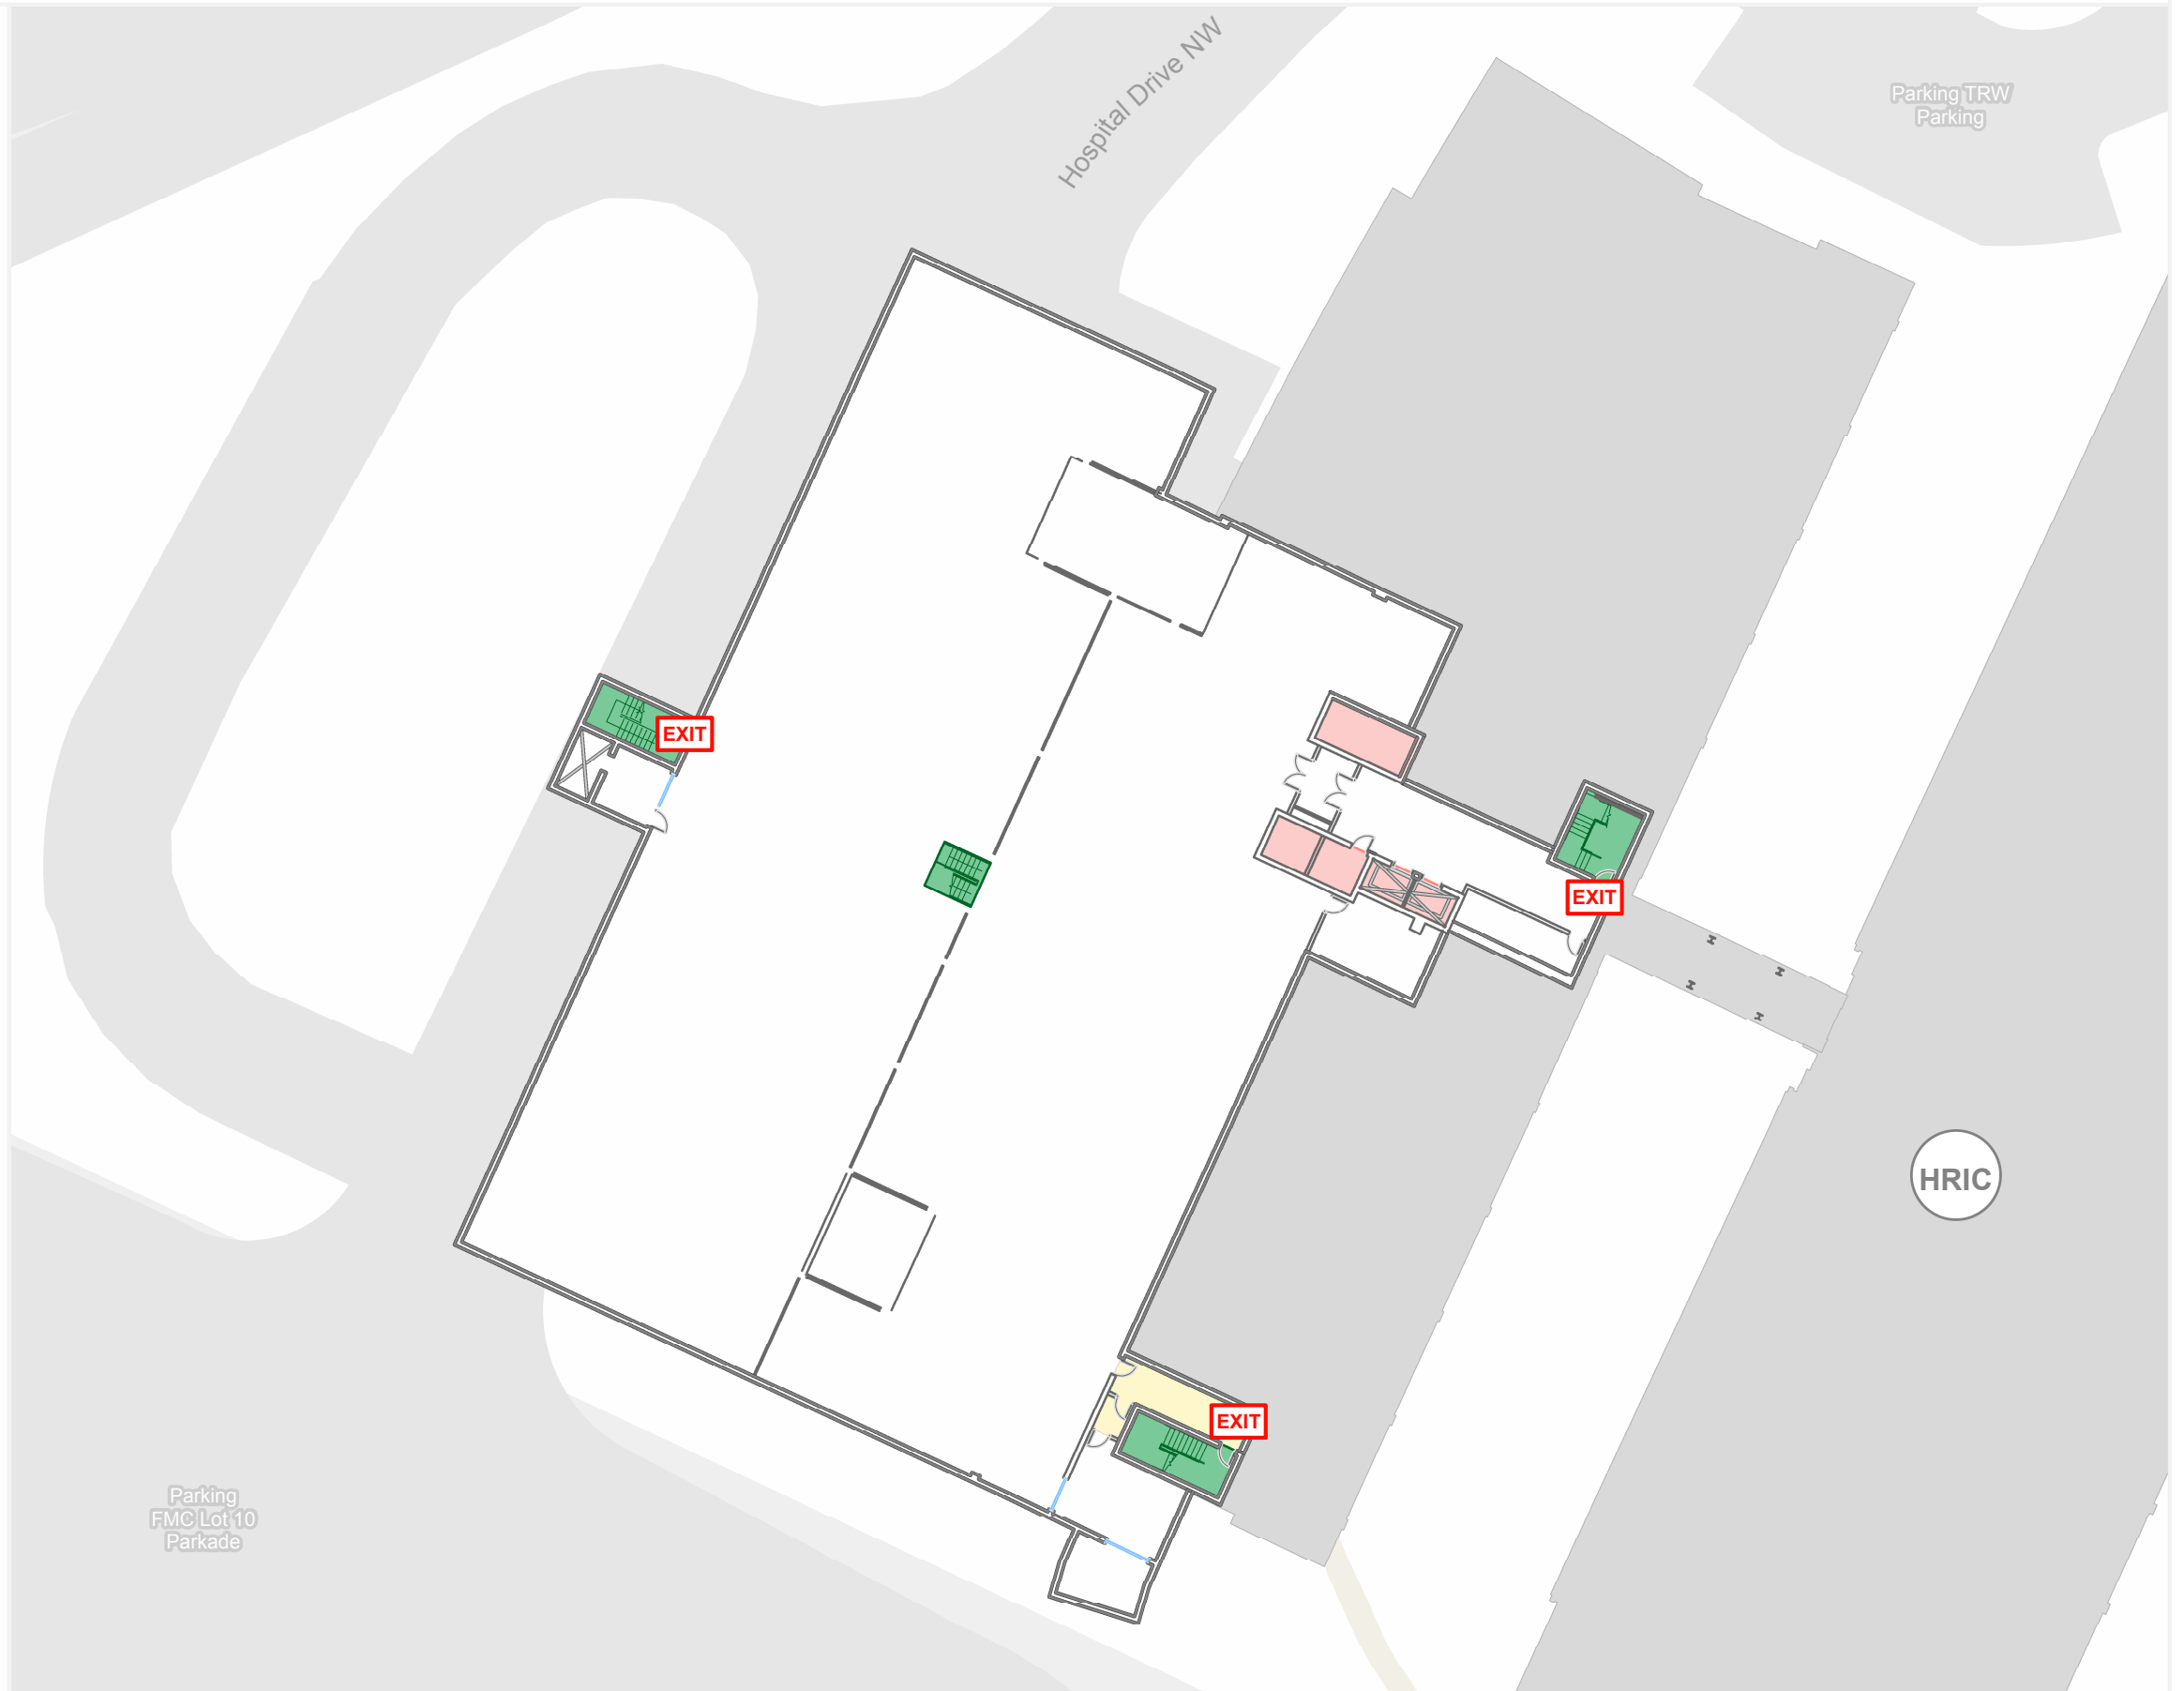 Hospital Drive NW
Parking TRW
Parking
EXIT
EXIT
HRIC
EXIT
Parking
FMC Lot 10
Parkade